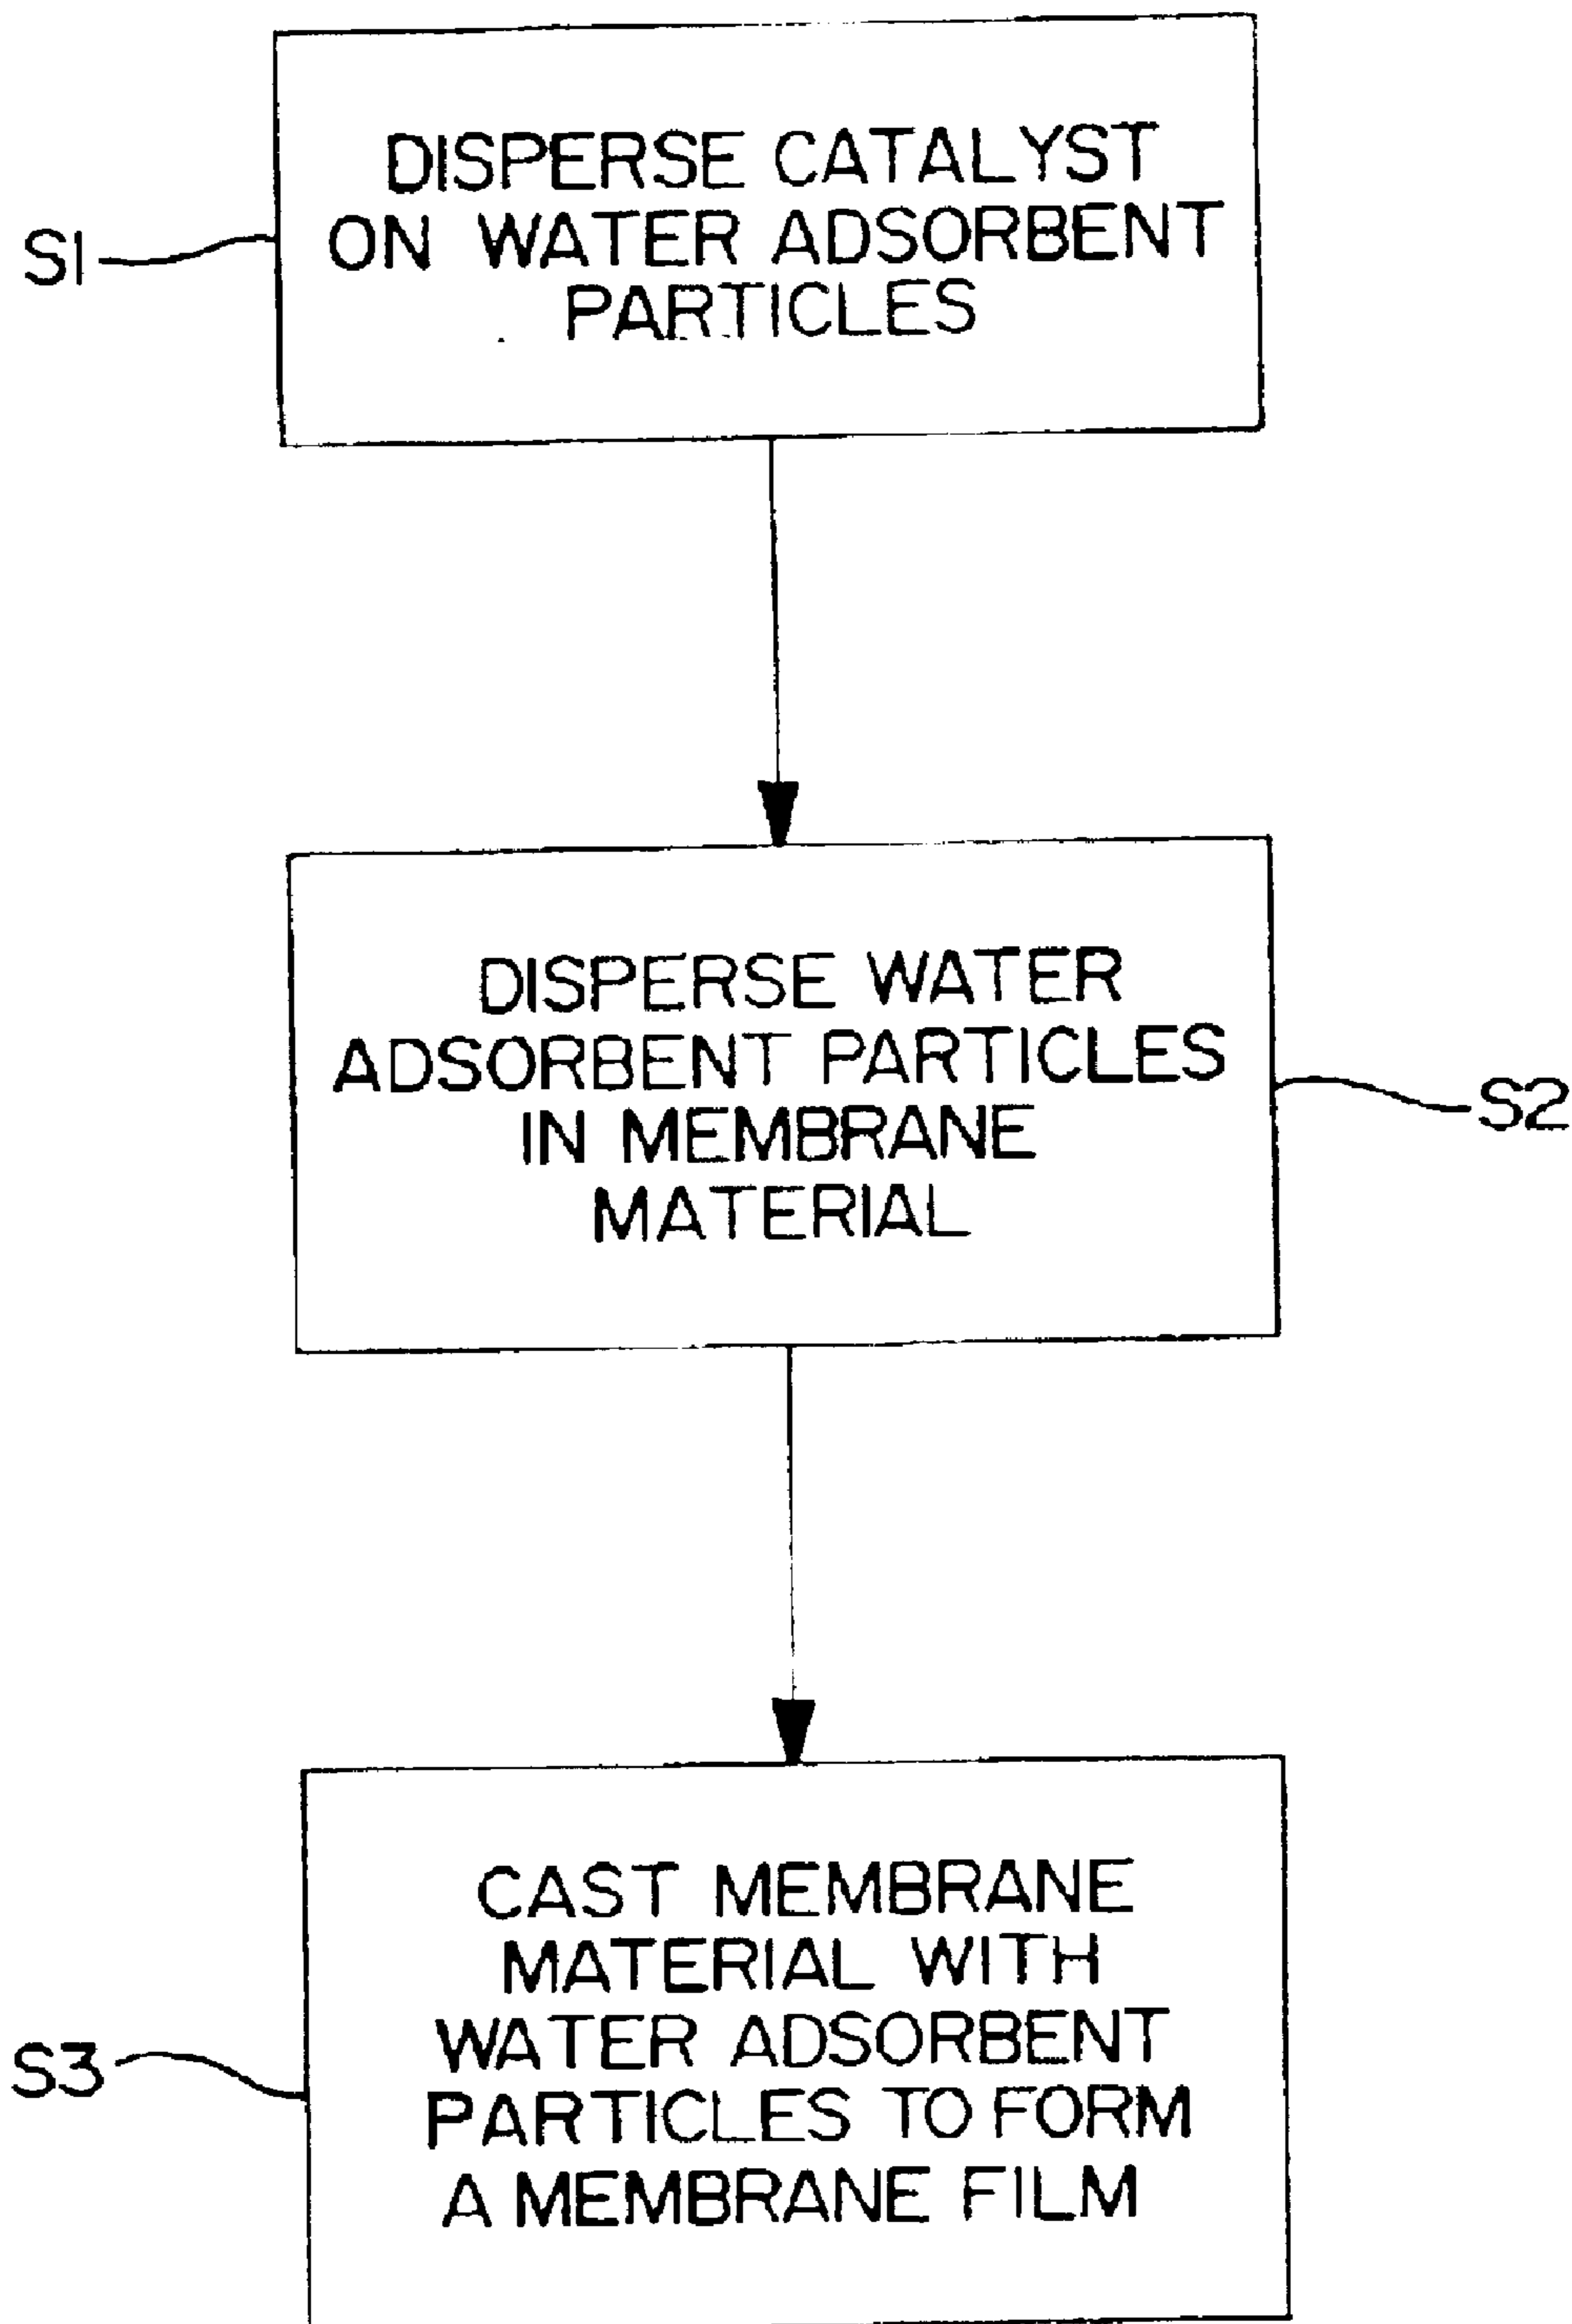 DISPERSE CATALYST
ON WATER ADSORBENT
PARTICLES
S1
DISPERSE WATER
ADSORBENT PARTICLES
IN MEMBRANE
MATERIAL
S2
CAST MEMBRANE
MATERIAL WITH
WATER ADSORBENT
PARTICLES TO FORM
A MEMBRANE FILM
S3